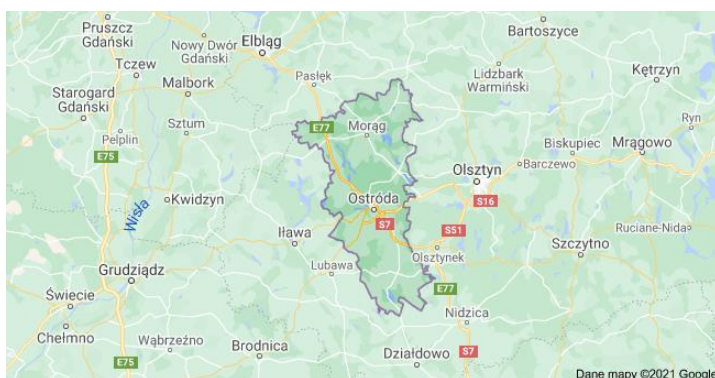 Pruszcz
Gdański
Nowy Dwór
Gdański
Elbląg
Bartoszyce
Tczew
Pasłęk
Lidzbark
Warmiński
Kętrzyn
Malbork
Starogard
Gdański
Sztum
E77
Morąg
Ryn
Pelplin
E75
Biskupiec
Mrągowo
Olsztyn
Barczewo
Kwidzyn
Ostróda
S16
Wisła
S7
S51
Ruciane-Nida
Iława
Olsztynek
Szczytno
Lubawa
Grudziądz
E77
Świecie
Nidzica
Chełmno
Wąbrzeźno
Brodnica
Działdowo
S7
E75
Dane mapy ©2021 Google